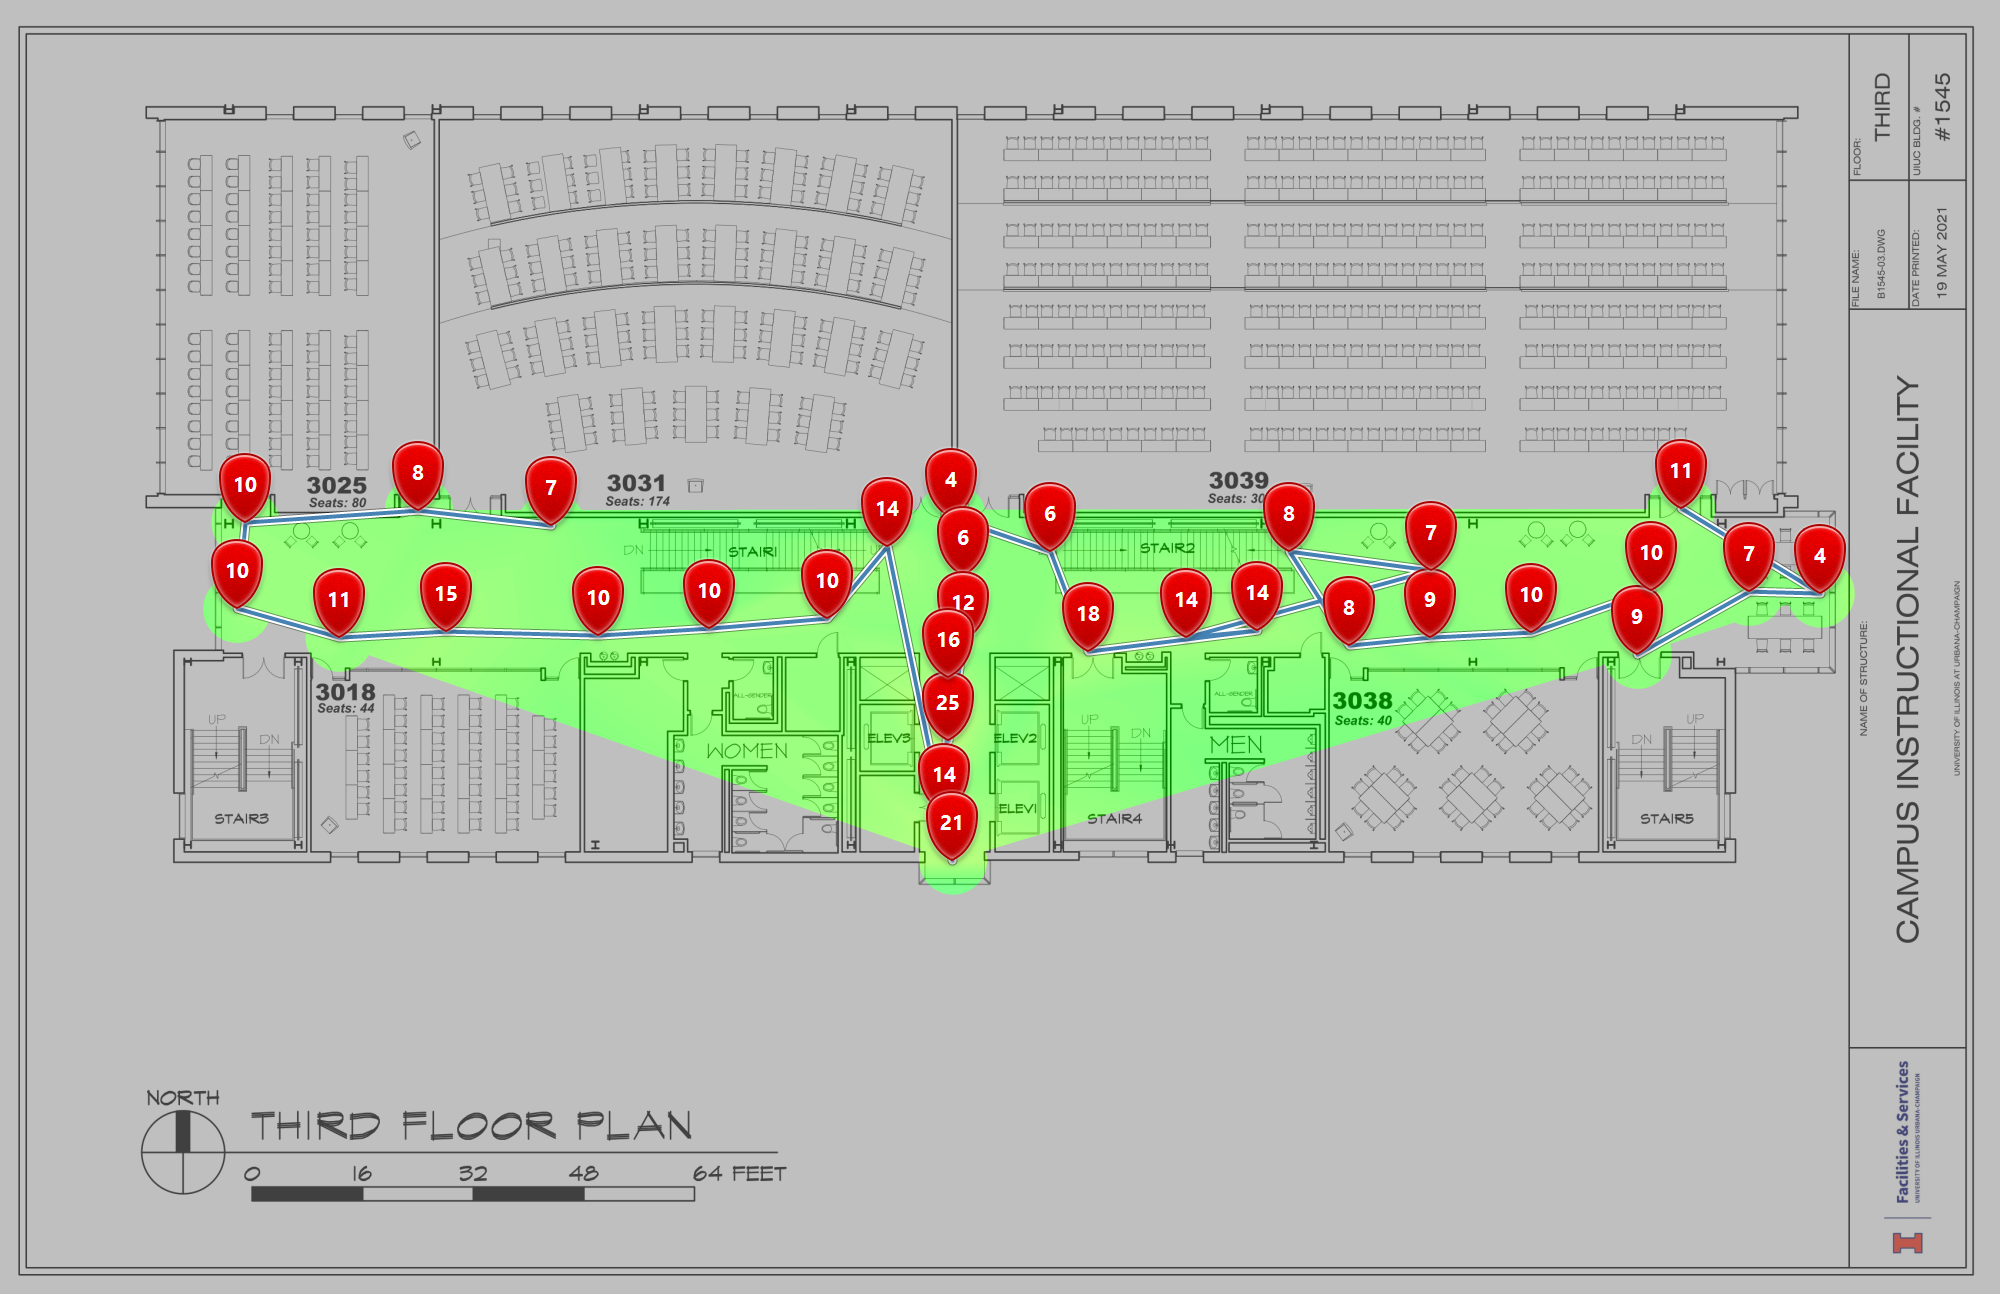 10
8
7
14
4
6
6
8
7
11
10
7
4
10
11
15
10
10
10
12
16
18
14
14
8
9
10
9
25
14
21
3025
Seats: 80
3031
Seats: 174
3039
Seats: 30
DN
STAIR1
U
STAIR2
3018
Seats: 44
3038
Seats: 40
ALL-GENDER
ALL-GENDER
UP
DN
STAIR3
WOMEN
ELEV3
ELEV2
ELEV1
UP
DN
STAIR4
MEN
UP
DN
STAIR5
NORTH
THIRD FLOOR PLAN
0 16 32 48 64 FEET
FLOOR:
THIRD
UIUC BLDG. #
#1545
FILE NAME:
B1545-03.DWG
DATE PRINTED:
19 MAY 2021
NAME OF STRUCTURE:
CAMPUS INSTRUCTIONAL FACILITY
UNIVERSITY OF ILLINOIS AT URBANA-CHAMPAIGN
Facilities & Services
UNIVERSITY OF ILLINOIS URBANA-CHAMPAIGN